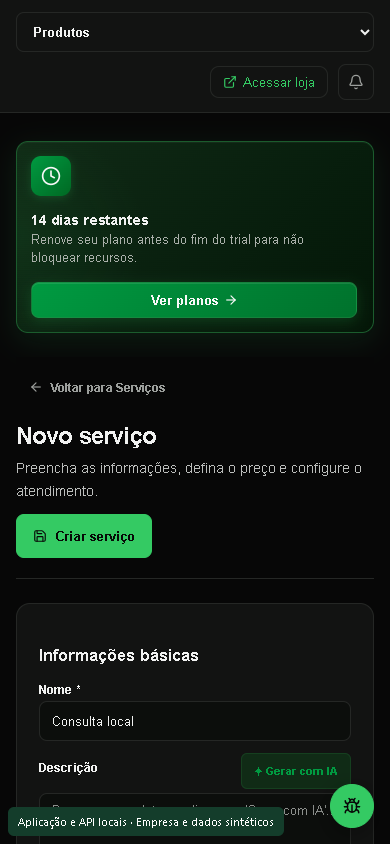 Produtos
Acessar loja
14 dias restantes
Renove seu plano antes do fim do trial para não
bloquear recursos.
Ver planos →
← Voltar para Serviços
Novo serviço
Preencha as informações, defina o preço e configure o
atendimento.
Criar serviço
Informações básicas
Nome *
Consulta local
Descrição
Gerar com IA
com IA'.
Aplicação e API locais · Empresa e dados sintéticos